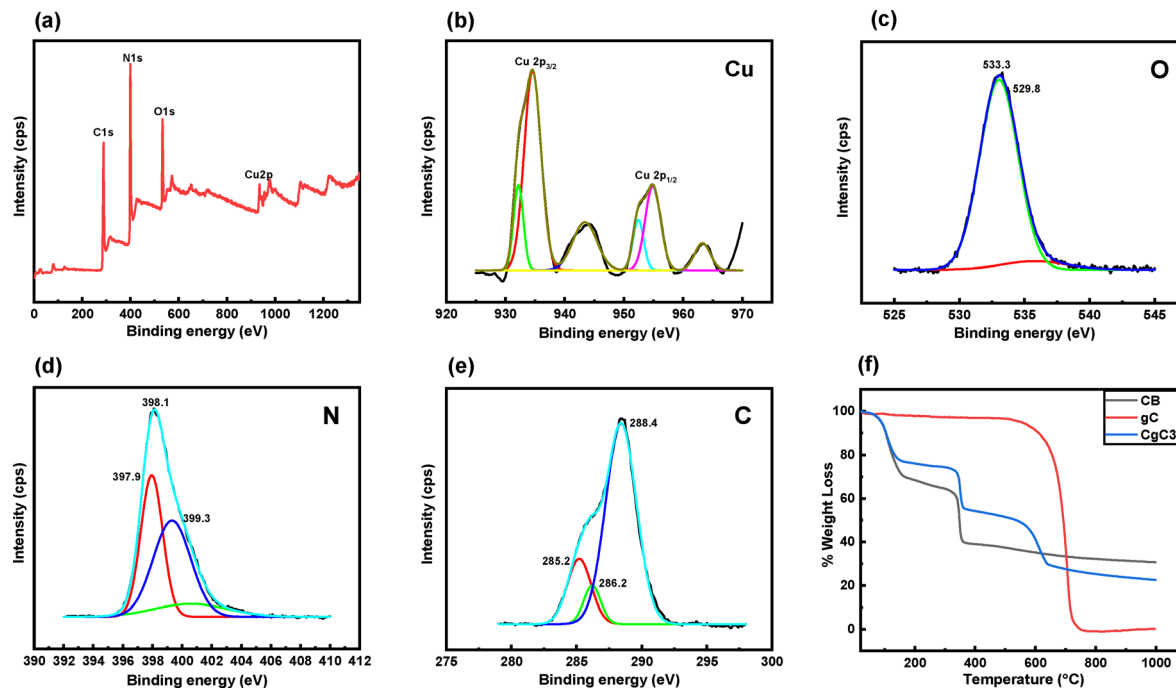 (a)
N1s
O1s
C1s
Cu2p
Intensity (cps)
0 200 400 600 800 1000 1200
Binding energy (eV)
(b)
Cu 2p3/2
Cu
Cu 2p1/2
Intensity (cps)
920 930 940 950 960 970
Binding energy (eV)
(c)
533.3
529.8
O
Intensity (cps)
525 530 535 540 545
Binding energy (eV)
(d)
398.1
N
397.9
399.3
Intensity (cps)
390 392 394 396 398 400 402 404 406 408 410 412
Binding energy (eV)
(e)
288.4
C
285.2
286.2
Intensity (cps)
275 280 285 290 295 300
Binding energy (eV)
(f)
CB
gC
CgC3
% Weight Loss
100
80
60
40
20
0
200 400 600 800 1000
Temperature (°C)